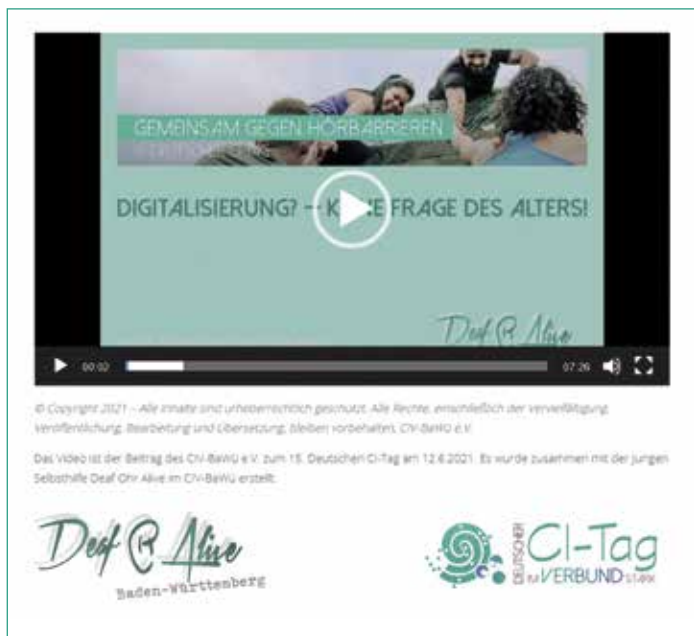 GEMEINSAM GEGEN HÖRBARRIEREN
DIGITALISIERUNG? – K NE FRAGE DES ALTERS!
Deaf Alive
00:02
07:26
© Copyright 2021 – Alle Inhalte sind urheberrechtlich geschützt. Alle Rechte, einschließlich der Vervielfältigung,
Veröffentlichung, Bearbeitung und Übersetzung, bleiben vorbehalten, CIV-BaWü e.V.
Das Video ist der Beitrag des CIV-BaWü e.V. zum 15. Deutschen CI-Tag am 12.6.2021. Es wurde zusammen mit der Jungen
Selbsthilfe Deaf Ohr Alive im CIV-BaWü erstellt.
Deaf Alive
Baden-Württemberg
DEUTSCHER
CI-Tag
IM VERBUND STARK